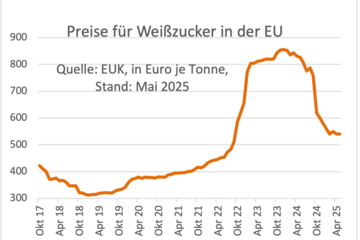 Preise für Weißzucker in der EU
Quelle: EUK, in Euro je Tonne,
Stand: Mai 2025
900
800
700
600
500
400
300
Okt 17
Apr 18
Okt 18
Apr 19
Okt 19
Apr 20
Okt 20
Apr 21
Okt 21
Apr 22
Okt 22
Apr 23
Okt 23
Apr 24
Okt 24
Apr 25